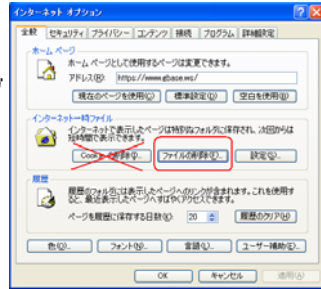 インターネット オプション
全般 セキュリティ プライバシー コンテンツ 接続 プログラム 詳細設定
ホーム ページ
ホーム ページとして使用するページは変更できます。
アドレス(R): https://www.gbase.ws/
現在のページを使用(C) 標準設定(D) 空白を使用(B)
インターネット一時ファイル
インターネットで表示したページは特別なフォルダに保存され、次回からは
短時間で表示できます。
Cookie の削除(I)... ファイルの削除(F)... 設定(S)...
履歴
履歴のフォルダには表示したページへのリンクが含まれます。これを使用す
ると、最近表示したページへすばやくアクセスできます。
ページを履歴に保存する日数(K): 20 履歴のクリア(H)
色(O)... フォント(N)... 言語(L)... ユーザー補助(E)...
OK キャンセル 適用(A)